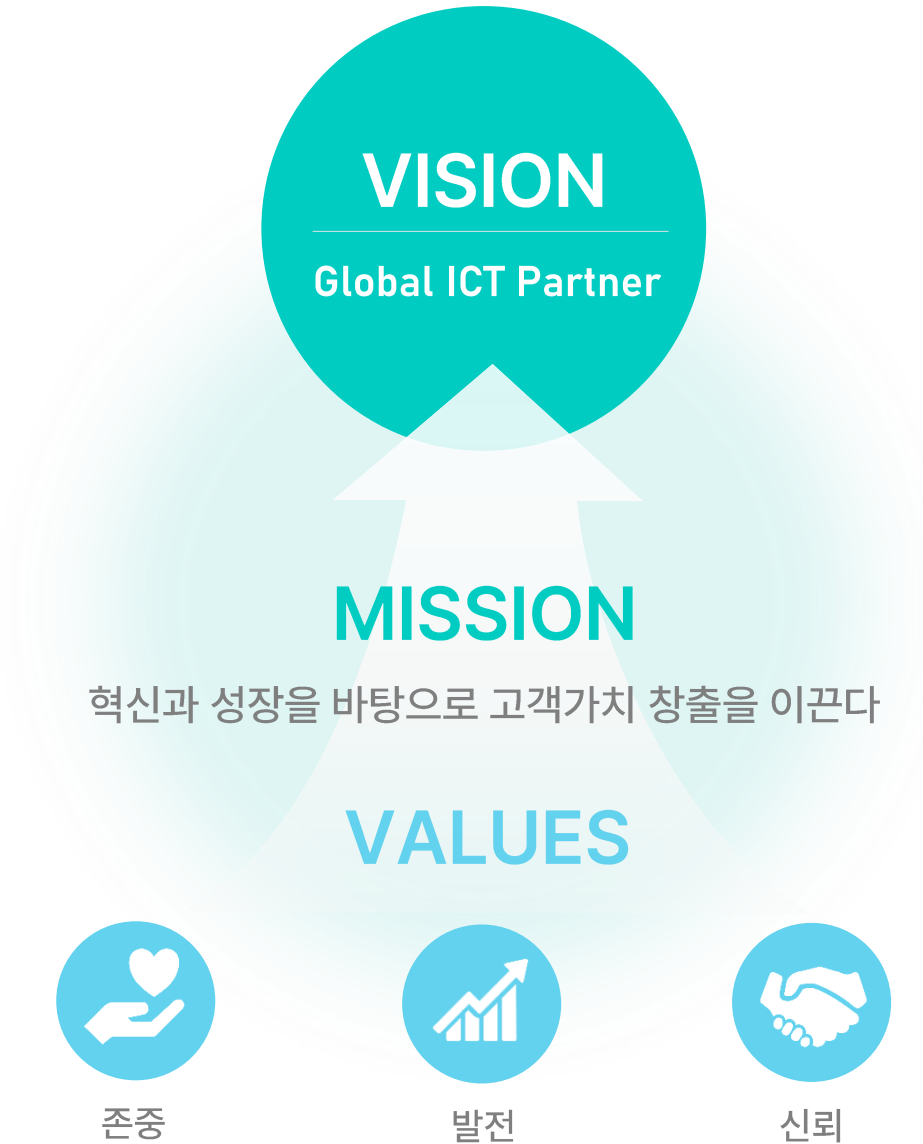 VISION
Global ICT Partner
MISSION
혁신과 성장을 바탕으로 고객가치 창출을 이끈다
VALUES
존중
발전
신뢰